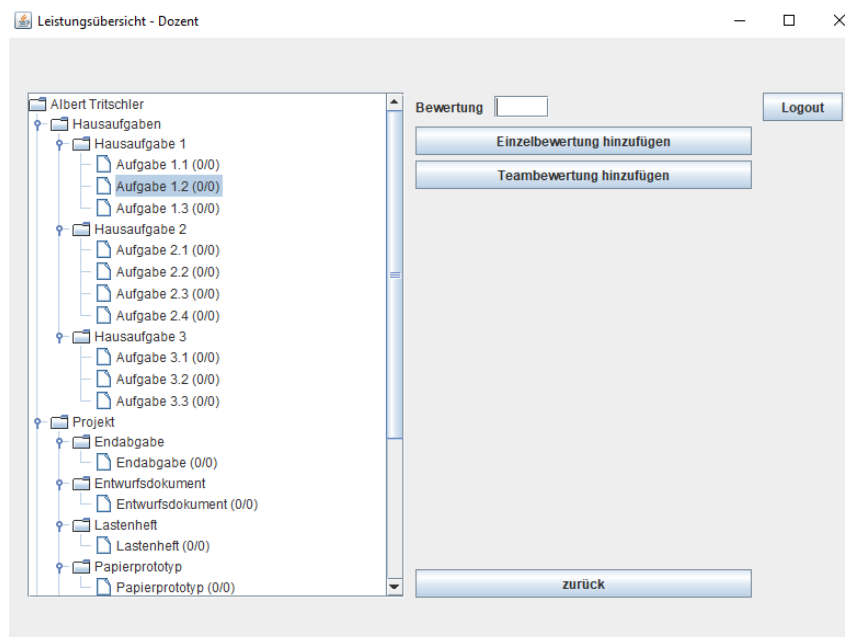 Leistungsübersicht - Dozent
Albert Tritschler
Hausaufgaben
Hausaufgabe 1
Aufgabe 1.1 (0/0)
Aufgabe 1.2 (0/0)
Aufgabe 1.3 (0/0)
Hausaufgabe 2
Aufgabe 2.1 (0/0)
Aufgabe 2.2 (0/0)
Aufgabe 2.3 (0/0)
Aufgabe 2.4 (0/0)
Hausaufgabe 3
Aufgabe 3.1 (0/0)
Aufgabe 3.2 (0/0)
Aufgabe 3.3 (0/0)
Projekt
Endabgabe
Endabgabe (0/0)
Entwurfsdokument
Entwurfsdokument (0/0)
Lastenheft
Lastenheft (0/0)
Papierprototyp
Papierprototyp (0/0)
Bewertung
Einzelbewertung hinzufügen
Teambewertung hinzufügen
zurück
Logout